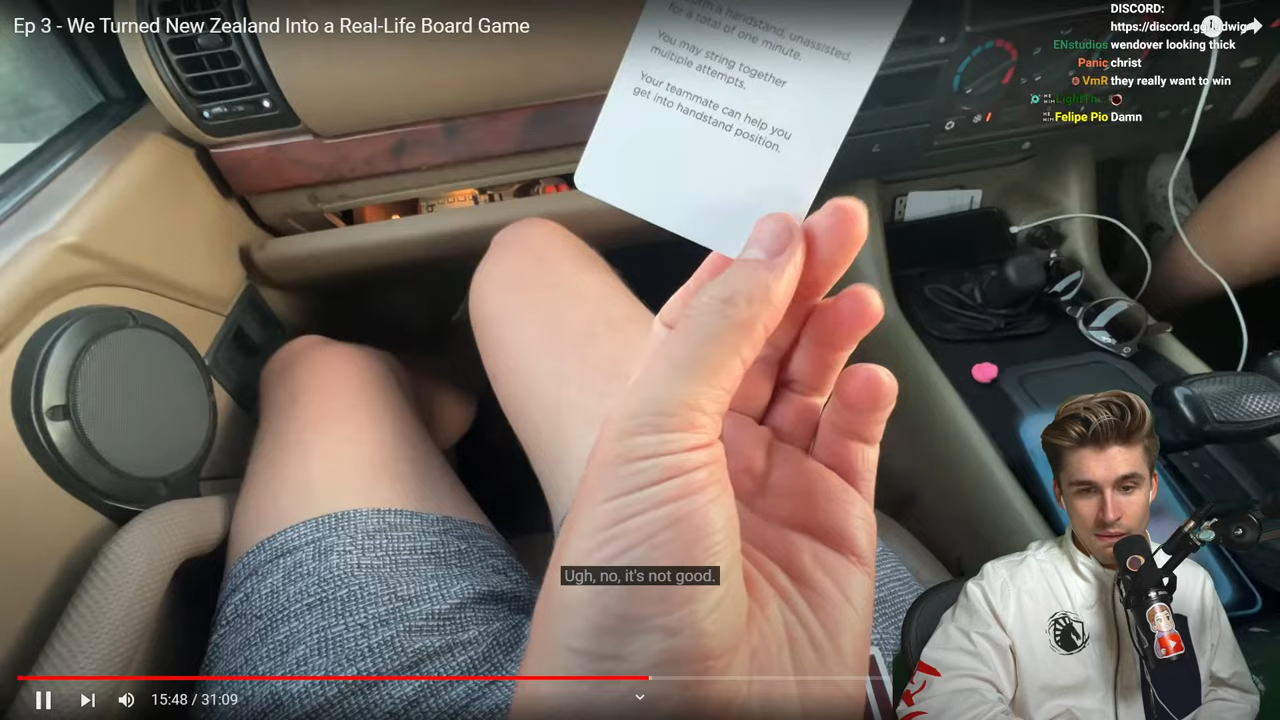 Ep 3 - We Turned New Zealand Into a Real-Life Board Game
DISCORD:
ENstudios wendover looking thick
Panic christ
VmR they really want to win
Felipe Pio Damn
a handstand, unassisted,
for a total of one minute.
You may string together
multiple attempts.
Your teammate can help you
get into handstand position.
Ugh, no, it's not good.
15:48 / 31:09